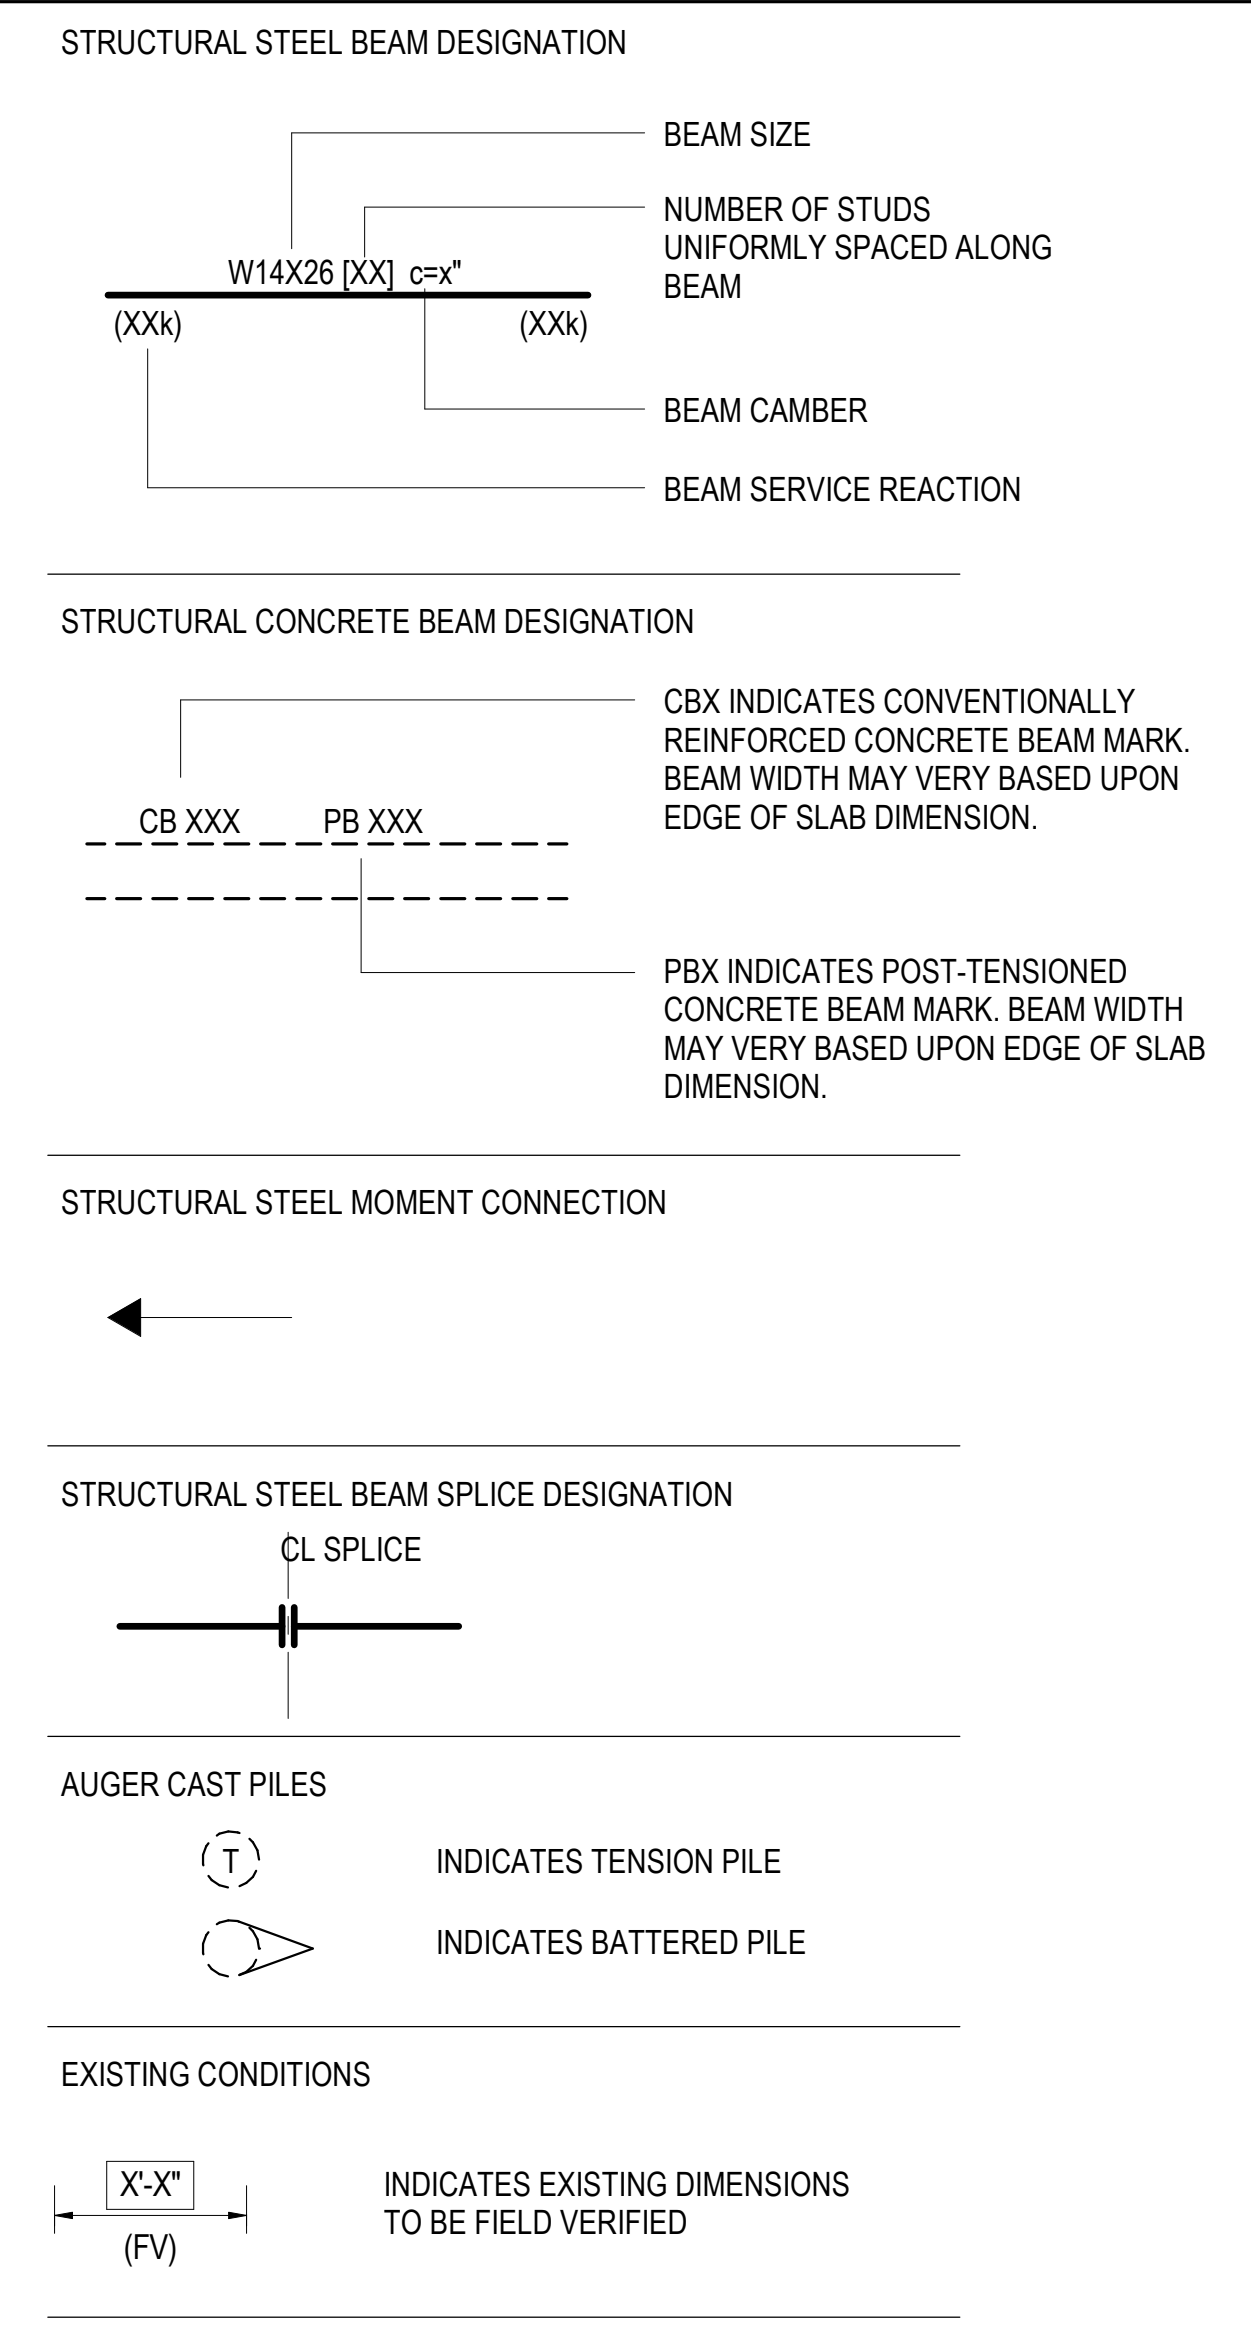 STRUCTURAL STEEL BEAM DESIGNATION
BEAM SIZE
NUMBER OF STUDS
UNIFORMLY SPACED ALONG
BEAM
W14X26 [XX] c=x"
(XXk) (XXk)
BEAM CAMBER
BEAM SERVICE REACTION
STRUCTURAL CONCRETE BEAM DESIGNATION
CBX INDICATES CONVENTIONALLY
REINFORCED CONCRETE BEAM MARK.
BEAM WIDTH MAY VERY BASED UPON
EDGE OF SLAB DIMENSION.
CB XXX PB XXX
PBX INDICATES POST-TENSIONED
CONCRETE BEAM MARK. BEAM WIDTH
MAY VERY BASED UPON EDGE OF SLAB
DIMENSION.
STRUCTURAL STEEL MOMENT CONNECTION
STRUCTURAL STEEL BEAM SPLICE DESIGNATION
CL SPLICE
AUGER CAST PILES
T INDICATES TENSION PILE
INDICATES BATTERED PILE
EXISTING CONDITIONS
X'-X"
(FV)
INDICATES EXISTING DIMENSIONS
TO BE FIELD VERIFIED